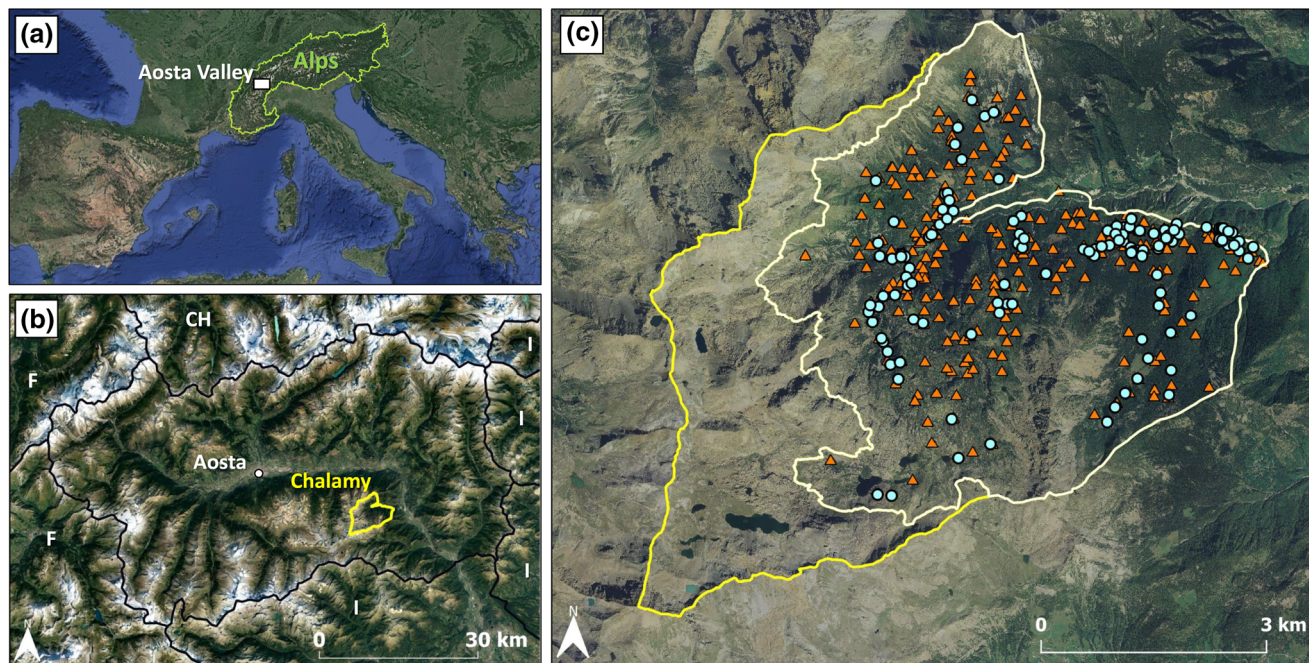 (a)
Alps
Aosta Valley
(b)
CH
F
I
I
Aosta
Chalamy
F
I
I
N
0 30 km
(c)
N
0 3 km